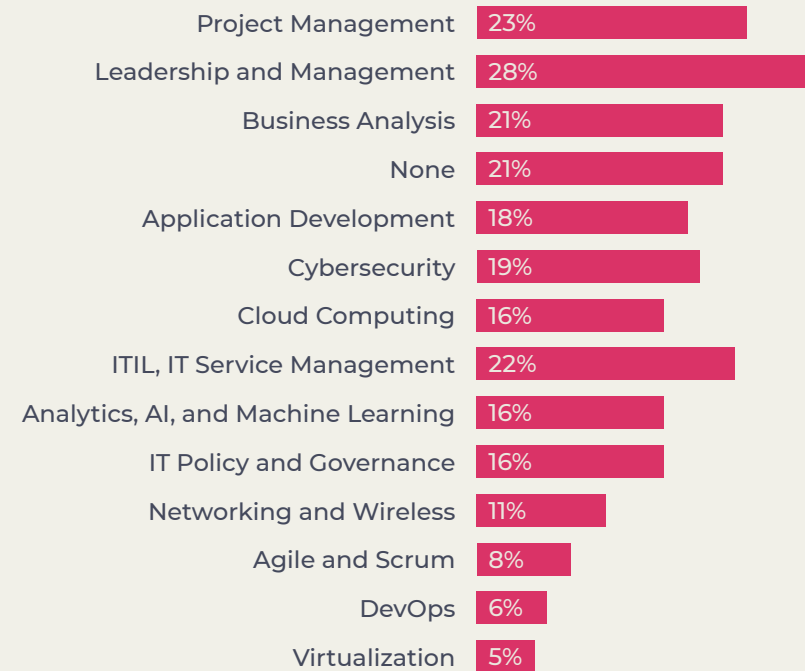 Project Management 23%
Leadership and Management 28%
Business Analysis 21%
None 21%
Application Development 18%
Cybersecurity 19%
Cloud Computing 16%
ITIL, IT Service Management 22%
Analytics, AI, and Machine Learning 16%
IT Policy and Governance 16%
Networking and Wireless 11%
Agile and Scrum 8%
DevOps 6%
Virtualization 5%